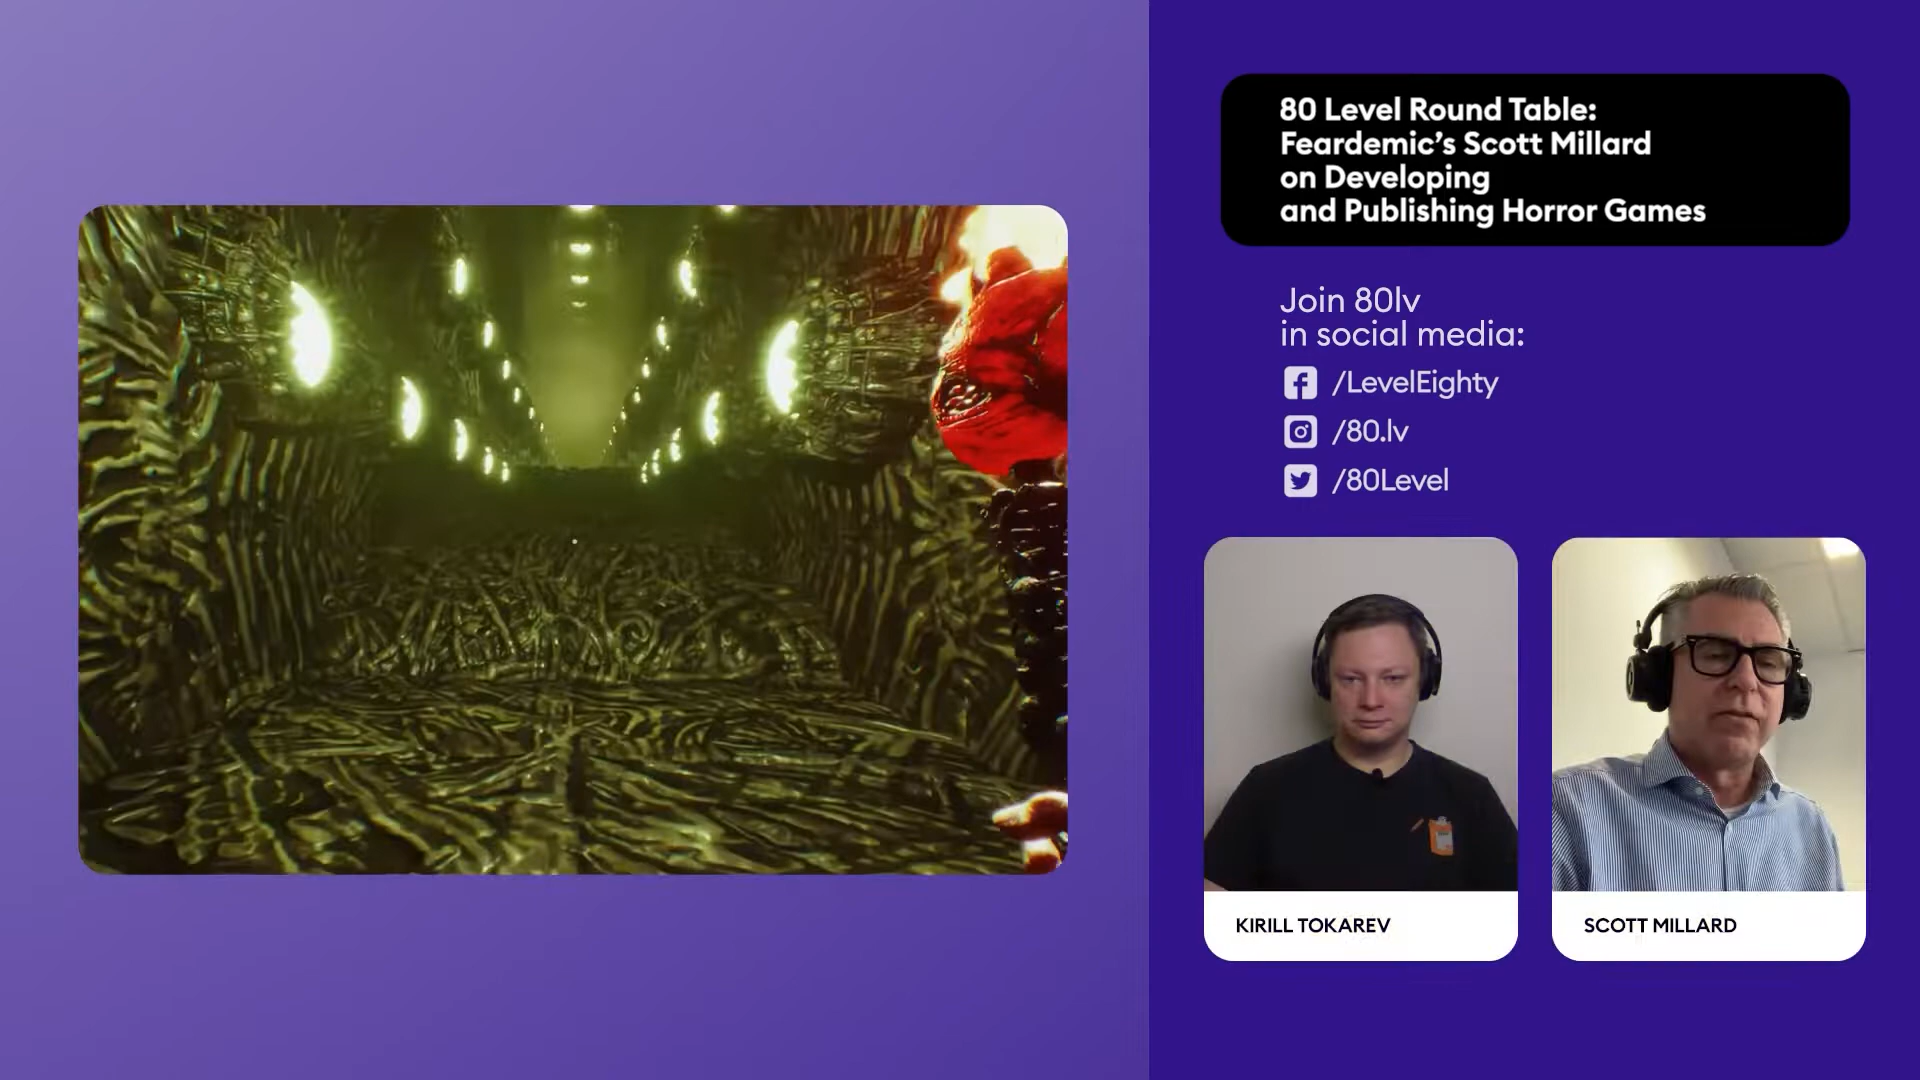 80 Level Round Table:
Feardemic’s Scott Millard
on Developing
and Publishing Horror Games
Join 80lv
in social media:
/LevelEighty
/80.lv
/80Level
KIRILL TOKAREV
SCOTT MILLARD